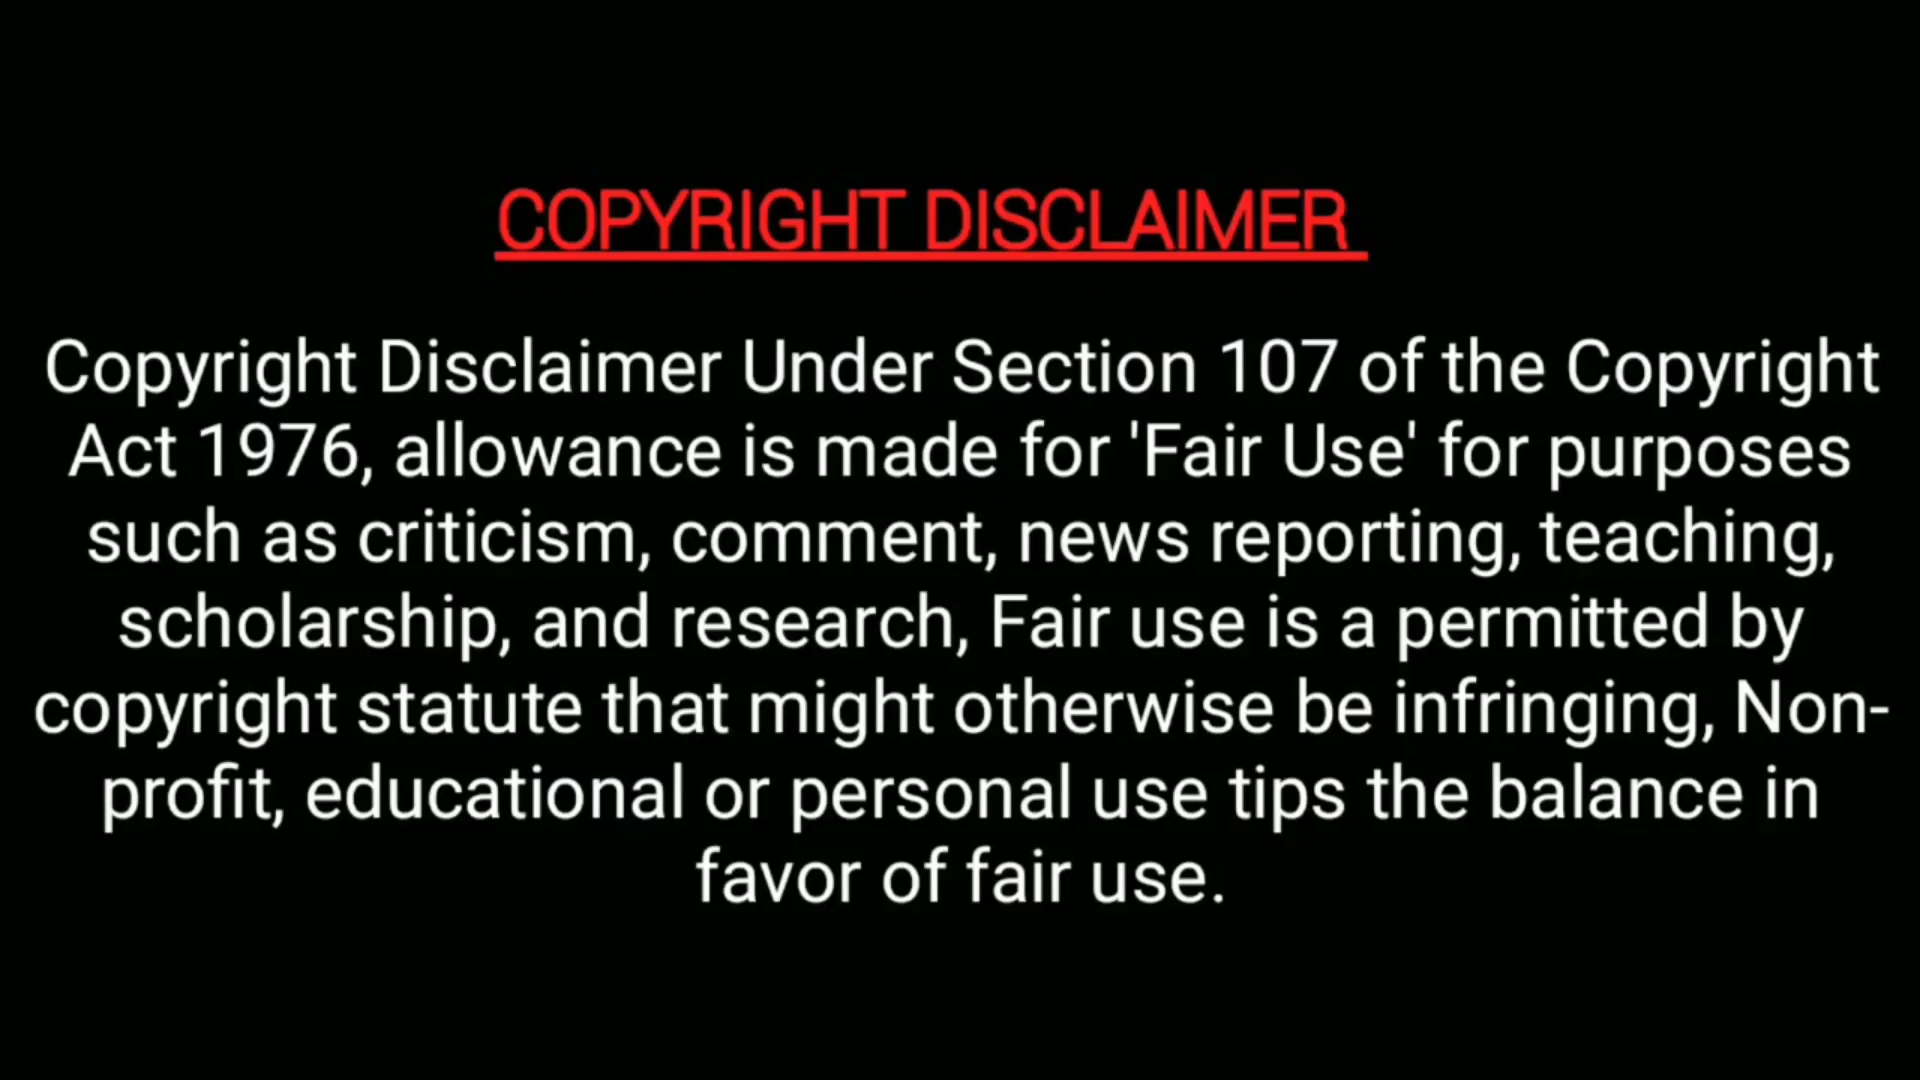 COPYRIGHT DISCLAIMER
Copyright Disclaimer Under Section 107 of the Copyright
Act 1976, allowance is made for 'Fair Use' for purposes
such as criticism, comment, news reporting, teaching,
scholarship, and research, Fair use is a permitted by
copyright statute that might otherwise be infringing, Non-
profit, educational or personal use tips the balance in
favor of fair use.